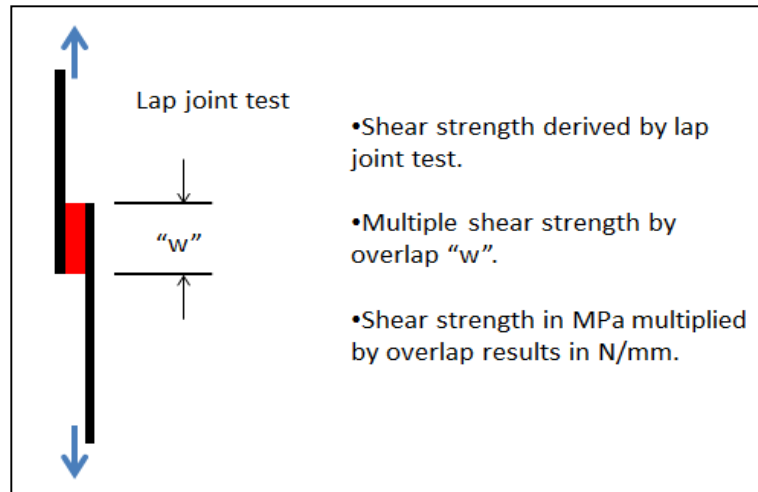 Lap joint test
“w”
•Shear strength derived by lap
joint test.
•Multiple shear strength by
overlap “w”.
•Shear strength in MPa multiplied
by overlap results in N/mm.